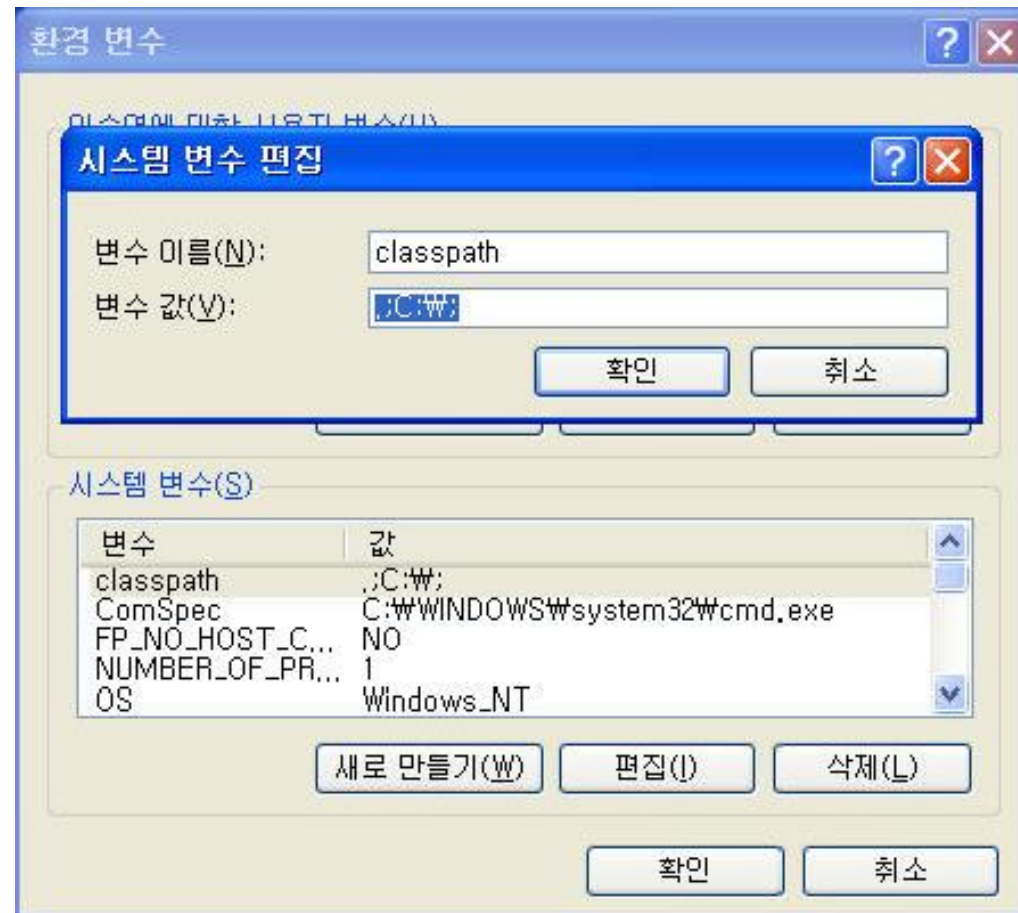 환경 변수
시스템 변수 편집
변수 이름(N):
classpath
변수 값(V):
.;C:₩;
확인
취소
시스템 변수(S)
변수 값
classpath .;C:₩;
ComSpec C:₩WINDOWS₩system32₩cmd.exe
FP_NO_HOST_C... NO
NUMBER_OF_PR... 1
OS Windows_NT
새로 만들기(W) 편집(I) 삭제(L)
확인 취소